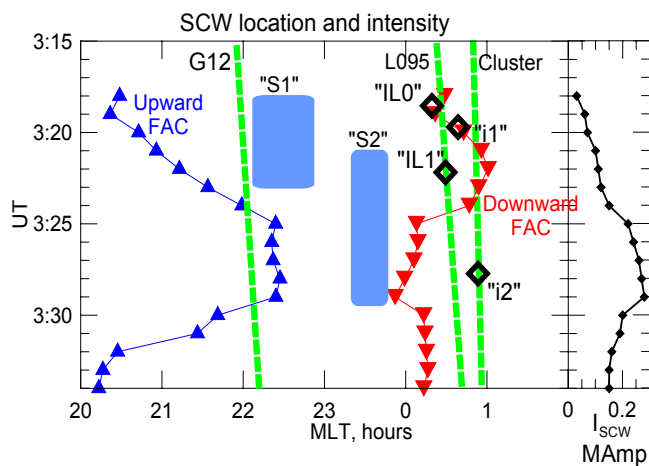 SCW location and intensity
3:15
3:20
3:25
3:30
UT
G12
L095
Cluster
"S1"
"S2"
"IL0"
"i1"
"IL1"
"i2"
Upward
FAC
Downward
FAC
20
21
22
23
0
1
MLT, hours
0
0.2
I_SCW
MAmp